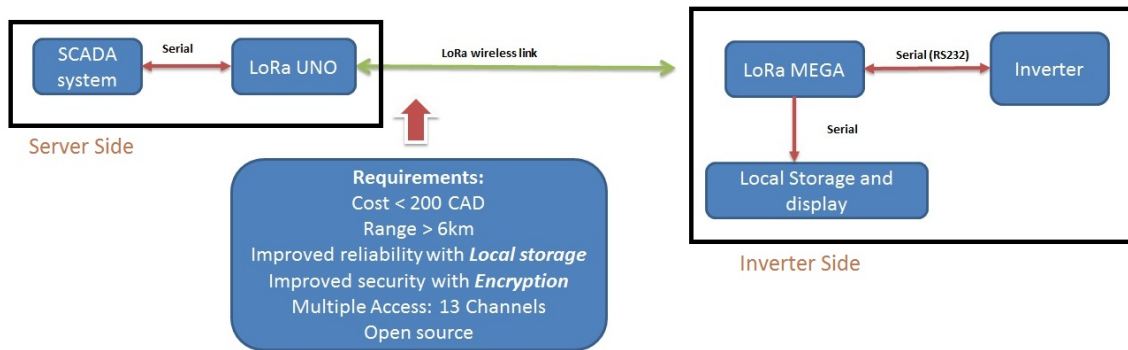 SCADA
system
Serial
LoRa UNO
Server Side
LoRa wireless link
Requirements:
Cost < 200 CAD
Range > 6km
Improved reliability with Local storage
Improved security with Encryption
Multiple Access: 13 Channels
Open source
LoRa MEGA
Serial (RS232)
Inverter
Serial
Local Storage and
display
Inverter Side